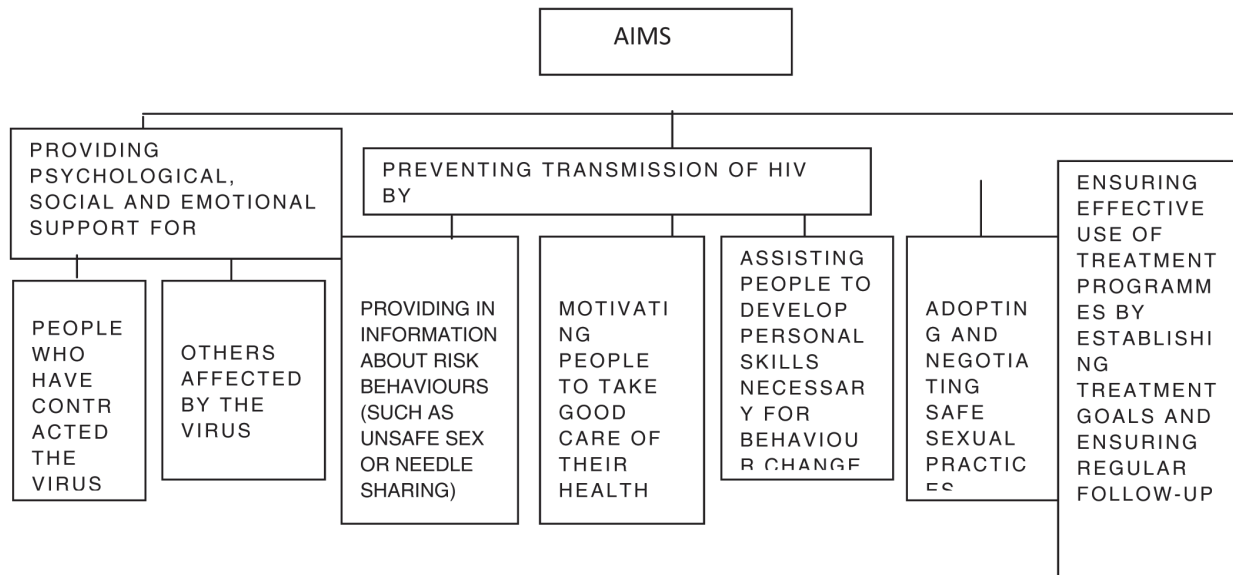 AIMS
PROVIDING
PSYCHOLOGICAL,
SOCIAL AND EMOTIONAL
SUPPORT FOR
PREVENTING TRANSMISSION OF HIV
BY
ENSURING
EFFECTIVE
USE OF
TREATMENT
PROGRAMM
ES BY
ESTABLISHI
NG
TREATMENT
GOALS AND
ENSURING
REGULAR
FOLLOW-UP
PEOPLE
WHO
HAVE
CONTR
ACTED
THE
VIRUS
OTHERS
AFFECTED
BY THE
VIRUS
PROVIDING IN
INFORMATION
ABOUT RISK
BEHAVIOURS
(SUCH AS
UNSAFE SEX
OR NEEDLE
SHARING)
MOTIVATI
NG
PEOPLE
TO TAKE
GOOD
CARE OF
THEIR
HEALTH
ASSISTING
PEOPLE TO
DEVELOP
PERSONAL
SKILLS
NECESSAR
Y FOR
BEHAVIOU
R CHANGE
ADOPTIN
G AND
NEGOTIA
TING
SAFE
SEXUAL
PRACTIC
ES